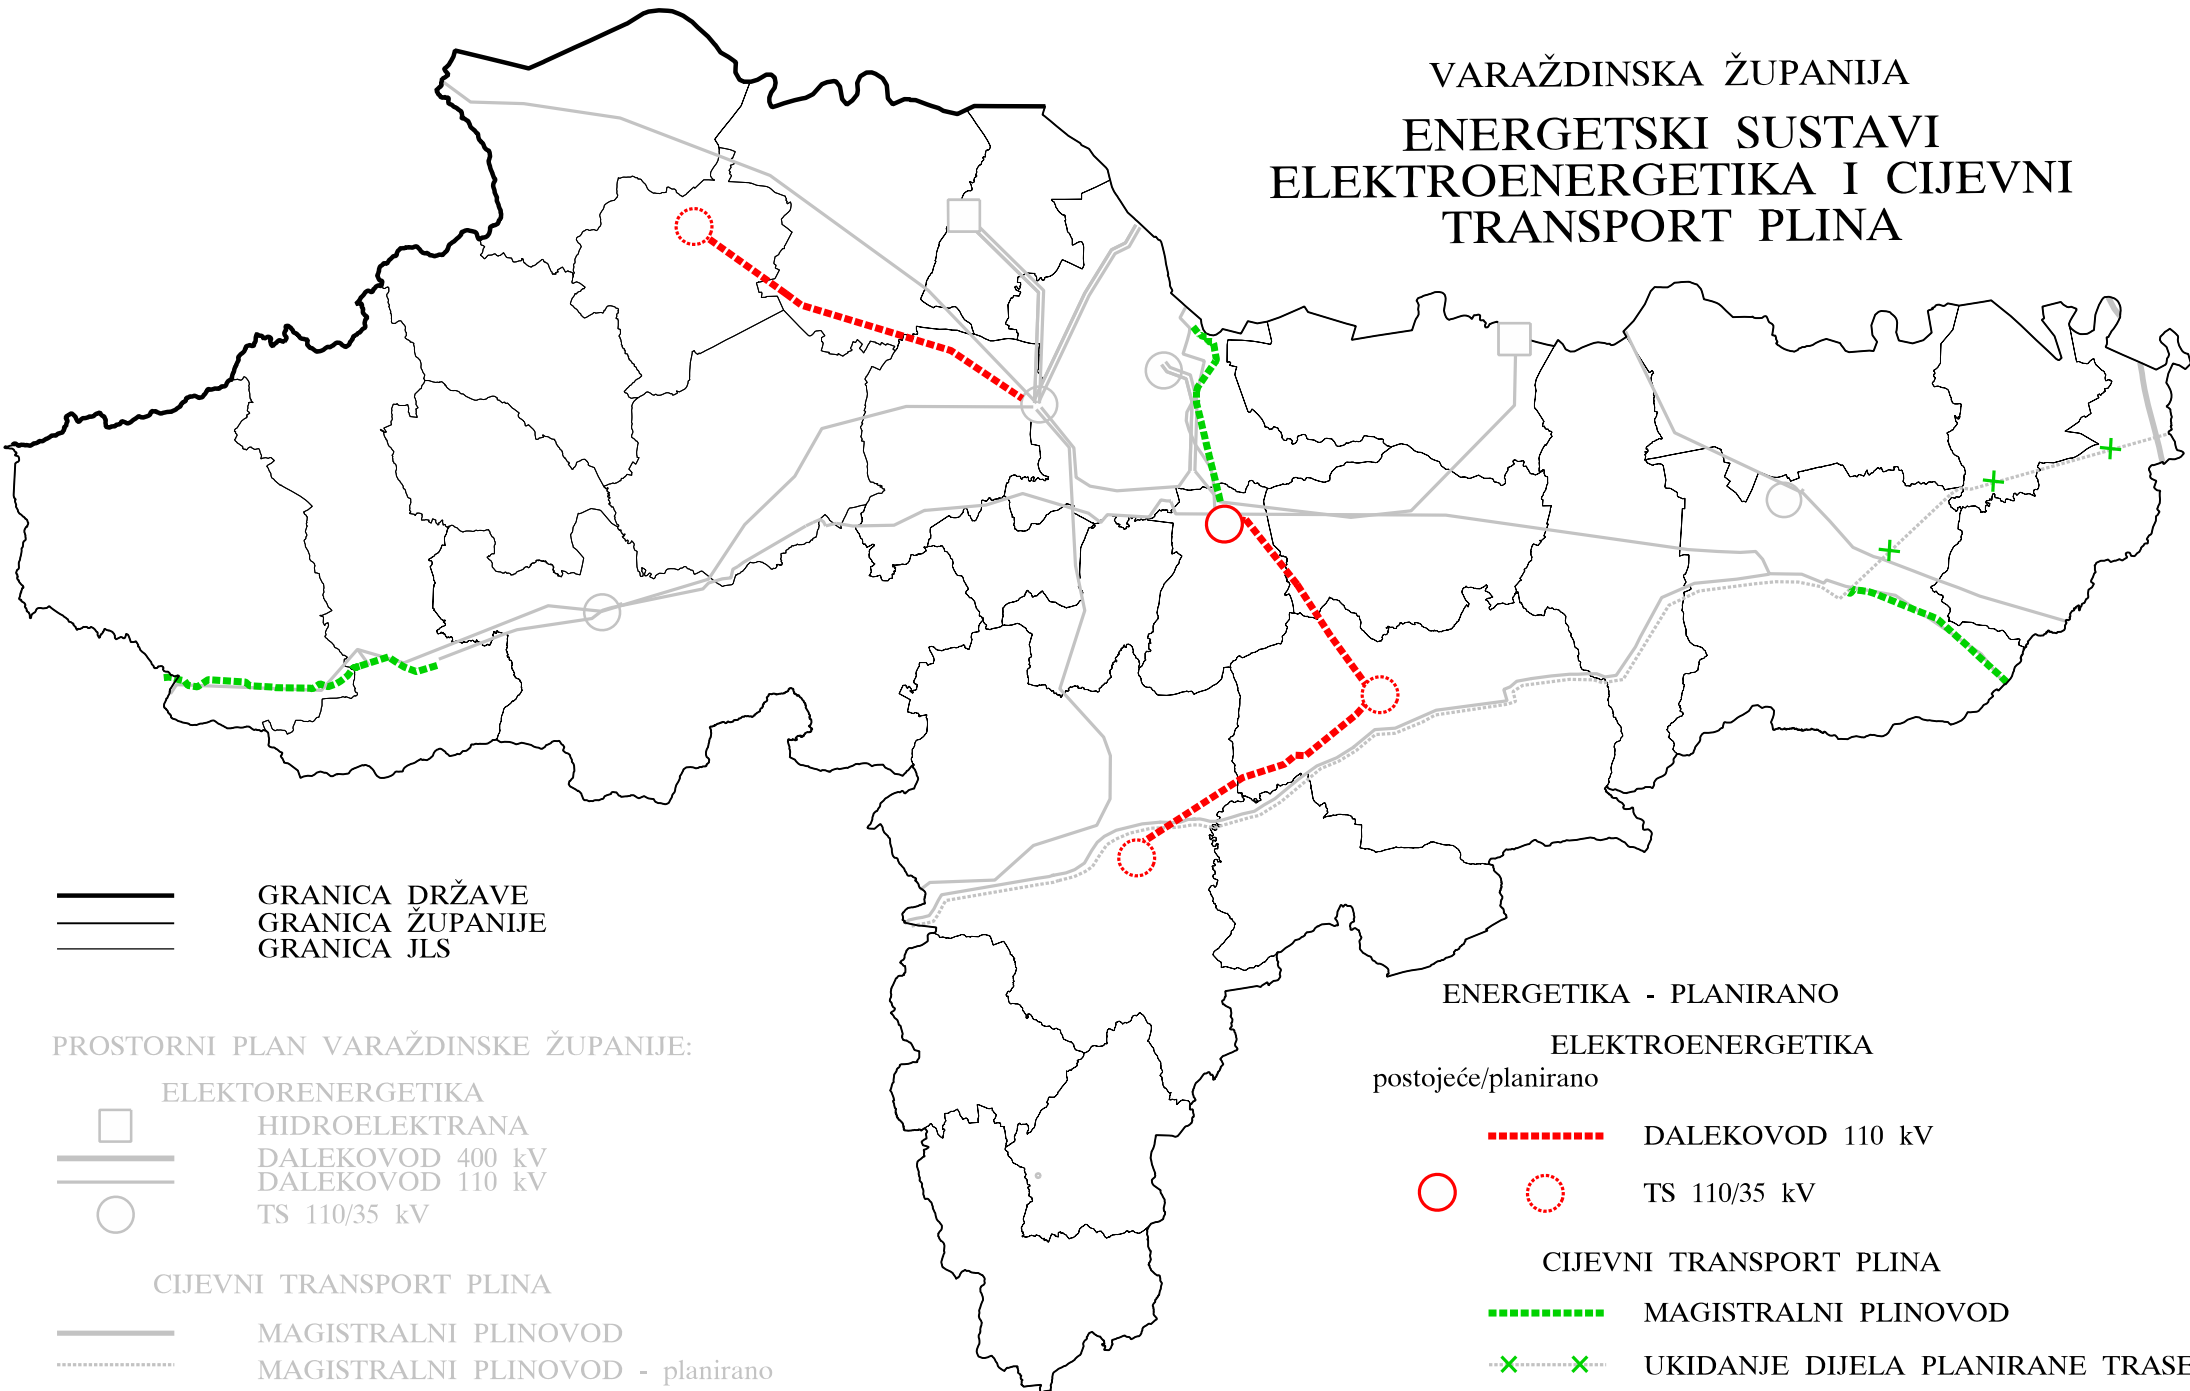 VARAŽDINSKA ŽUPANIJA
ENERGETSKI SUSTAVI
ELEKTROENERGETIKA I CIJEVNI
TRANSPORT PLINA
GRANICA DRŽAVE
GRANICA ŽUPANIJE
GRANICA JLS
PROSTORNI PLAN VARAŽDINSKE ŽUPANIJE:
ELEKTORENERGETIKA
HIDROELEKTRANA
DALEKOVOD 400 kV
DALEKOVOD 110 kV
TS 110/35 kV
CIJEVNI TRANSPORT PLINA
MAGISTRALNI PLINOVOD
MAGISTRALNI PLINOVOD - planirano
ENERGETIKA - PLANIRANO
ELEKTROENERGETIKA
postojeće/planirano
DALEKOVOD 110 kV
TS 110/35 kV
CIJEVNI TRANSPORT PLINA
MAGISTRALNI PLINOVOD
UKIDANJE DIJELA PLANIRANE TRASE